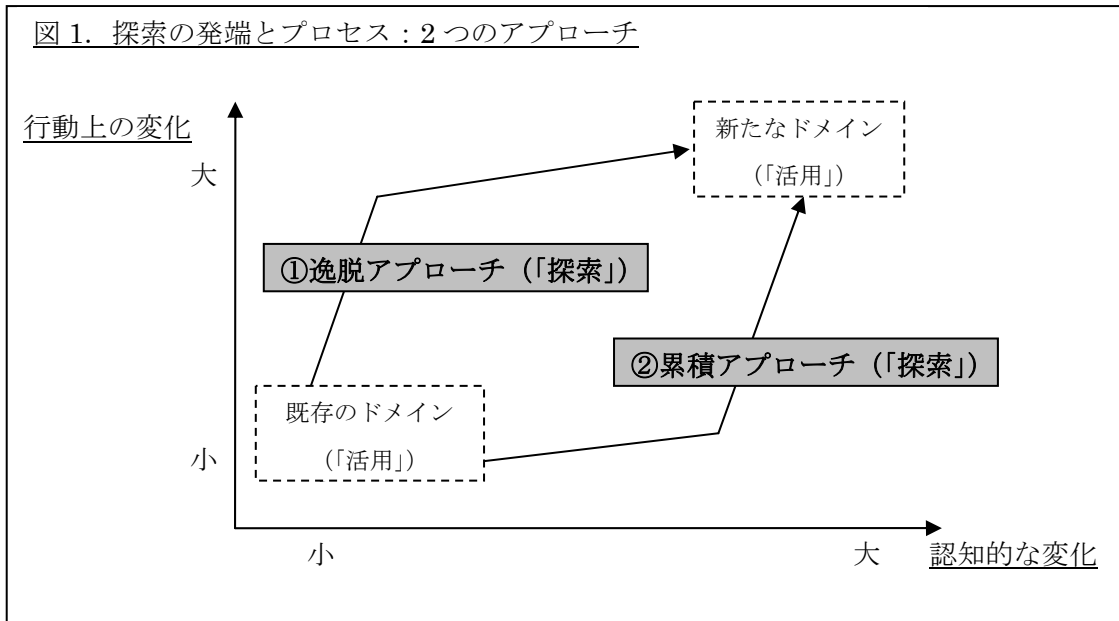 図 1．探索の発端とプロセス：2 つのアプローチ
行動上の変化
大
新たなドメイン
（「活用」）
①逸脱アプローチ（「探索」）
②累積アプローチ（「探索」）
既存のドメイン
（「活用」）
小
小
大
認知的な変化